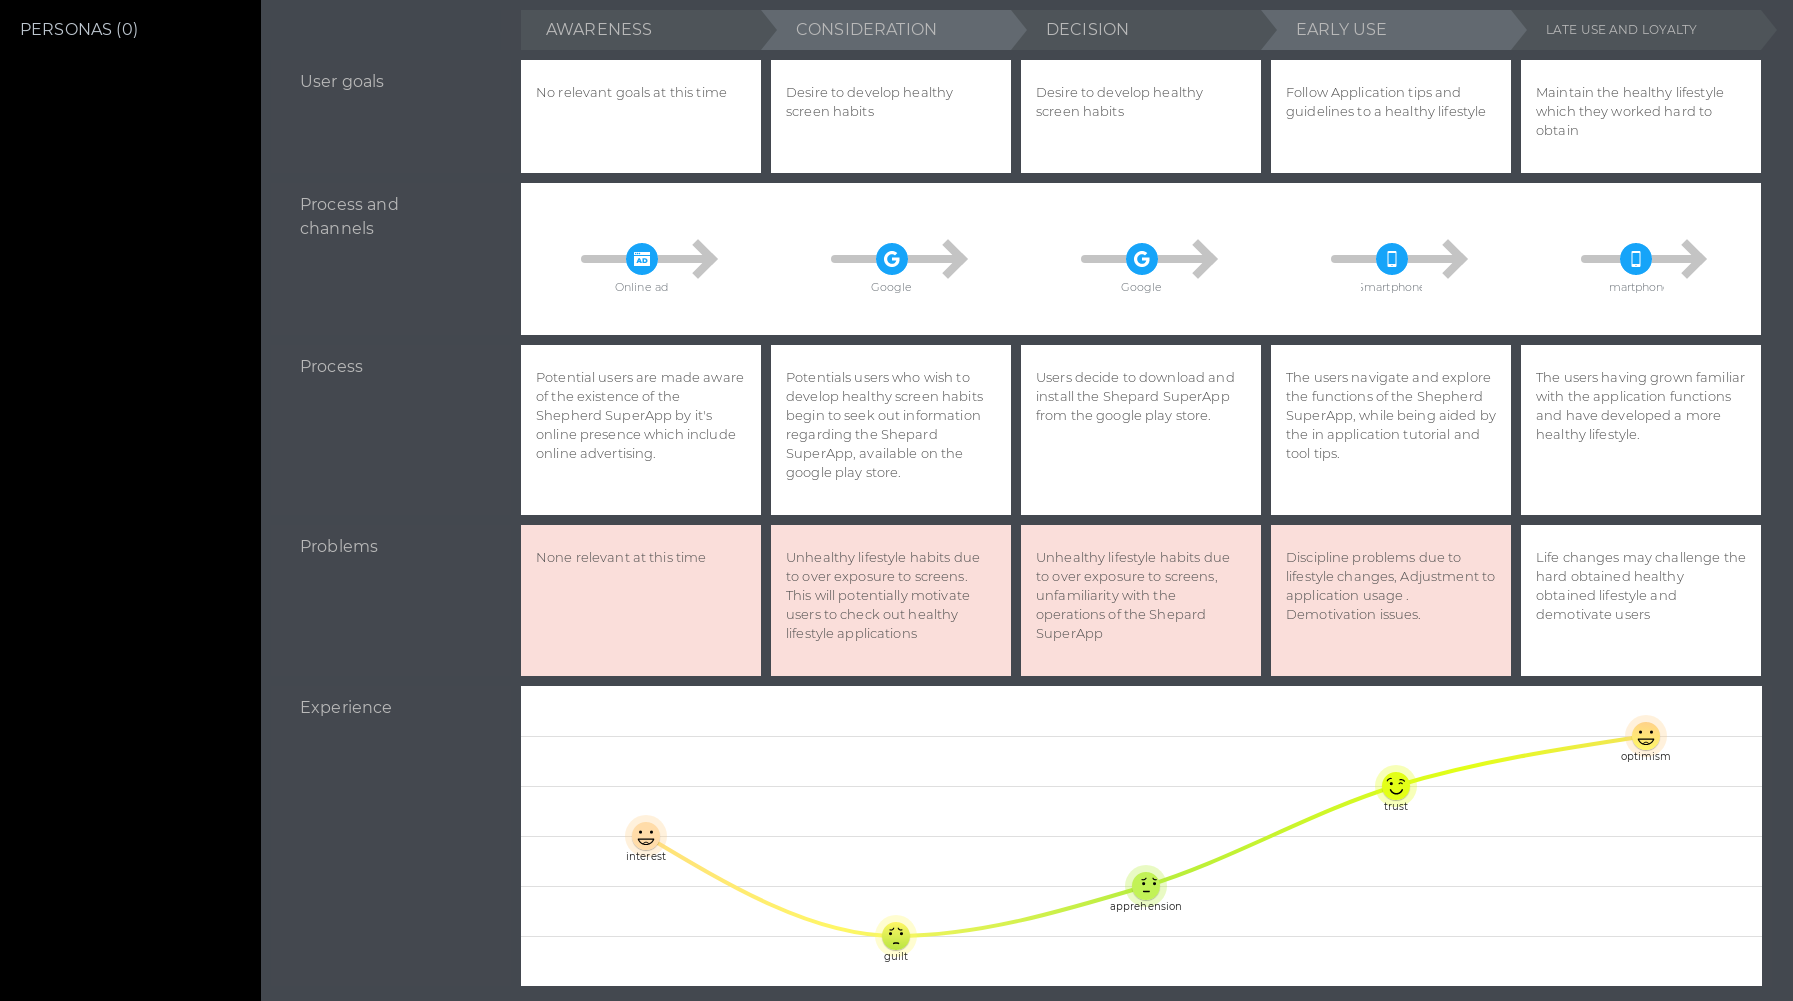 PERSONAS (0)
AWARENESS
CONSIDERATION
DECISION
EARLY USE
LATE USE AND LOYALTY
User goals
No relevant goals at this time
Desire to develop healthy
screen habits
Desire to develop healthy
screen habits
Follow Application tips and
guidelines to a healthy lifestyle
Maintain the healthy lifestyle
which they worked hard to
obtain
Process and
channels
AD
Online ad
G
Google
G
Google
Smartphone
martphon
Process
Potential users are made aware
of the existence of the
Shepherd SuperApp by it's
online presence which include
online advertising.
Potentials users who wish to
develop healthy screen habits
begin to seek out information
regarding the Shepard
SuperApp, available on the
google play store.
Users decide to download and
install the Shepard SuperApp
from the google play store.
The users navigate and explore
the functions of the Shepherd
SuperApp, while being aided by
the in application tutorial and
tool tips.
The users having grown familiar
with the application functions
and have developed a more
healthy lifestyle.
Problems
None relevant at this time
Unhealthy lifestyle habits due
to over exposure to screens.
This will potentially motivate
users to check out healthy
lifestyle applications
Unhealthy lifestyle habits due
to over exposure to screens,
unfamiliarity with the
operations of the Shepard
SuperApp
Discipline problems due to
lifestyle changes, Adjustment to
application usage .
Demotivation issues.
Life changes may challenge the
hard obtained healthy
obtained lifestyle and
demotivate users
Experience
interest
guilt
apprehension
trust
optimism